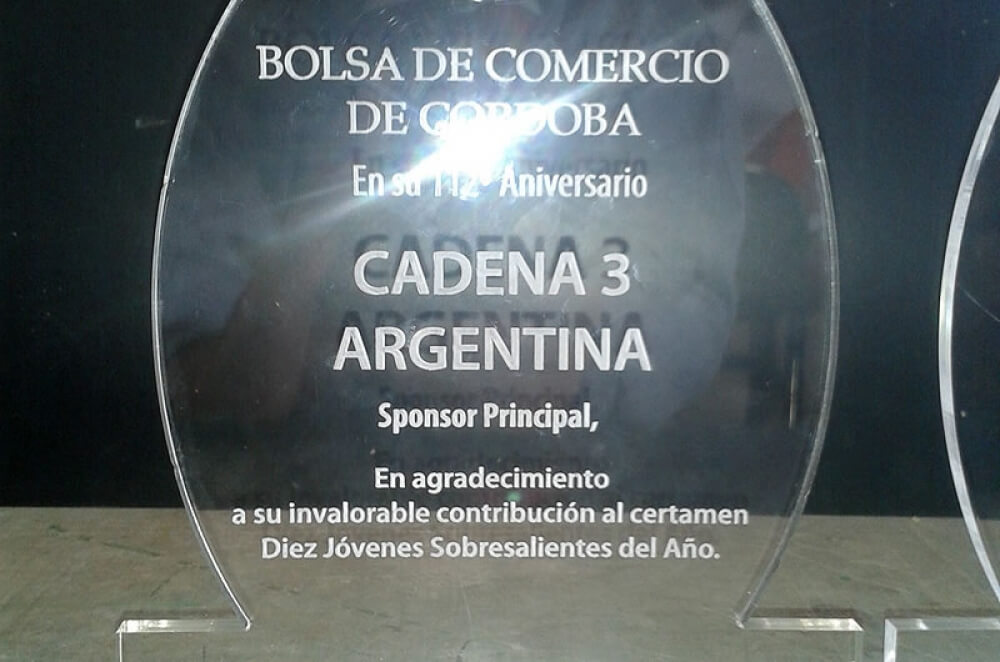 BOLSA DE COMERCIO
DE CORDOBA
En su 112° Aniversario
CADENA 3
ARGENTINA
Sponsor Principal,
En agradecimiento
a su invalorable contribución al certamen
Diez Jóvenes Sobresalientes del Año.